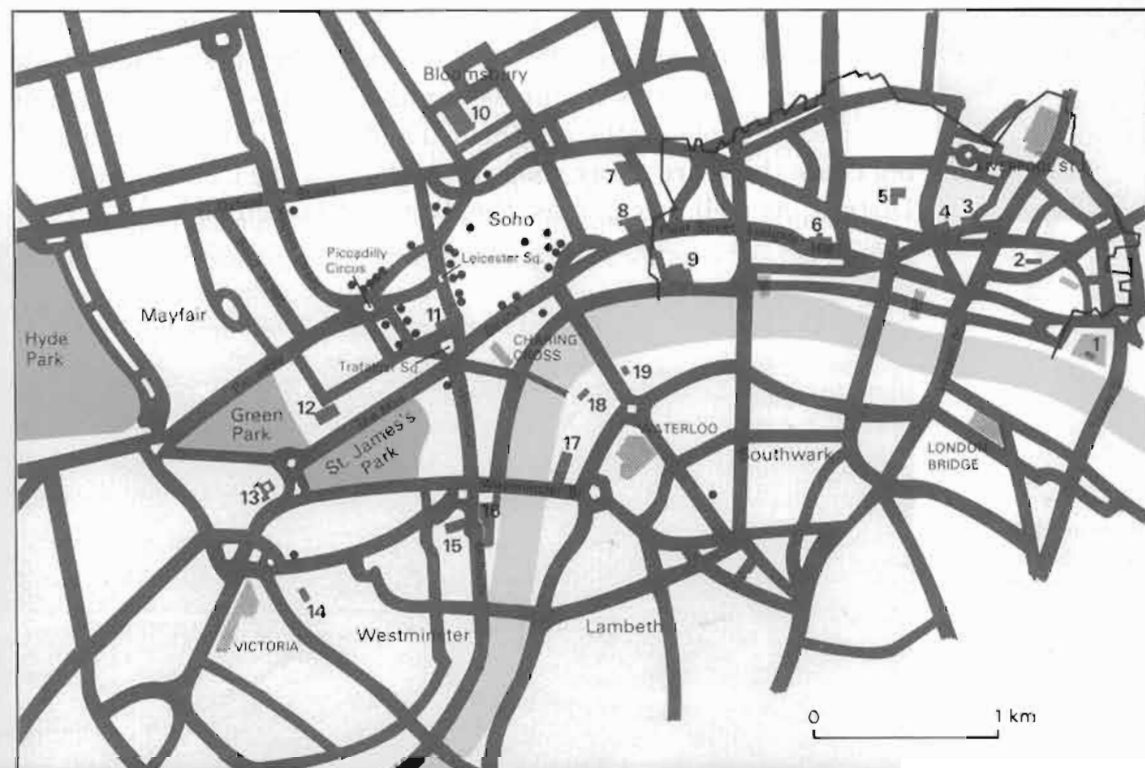 Bloomsbury
10
7
5
Street
Soho
8
4
3
6
Fleet Street
Piccadilly
Circus
Leicester Sq.
9
2
Mayfair
Hyde
Park
11
CHARING
CROSS
1
Trafalgar Sq.
19
12
18
Green
Park
St. James's
Park
WATERLOO
17
Southwark
LONDON
BRIDGE
13
16
15
14
Westminster
Lambeth
VICTORIA
0
1 km